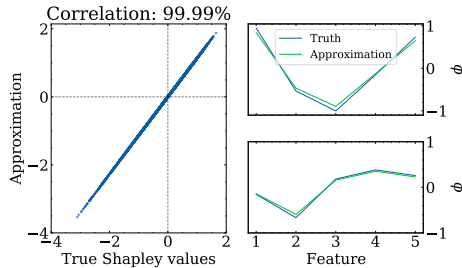 Correlation: 99.99%
2
0
−2
−4
Approximation
−4
−2
0
2
True Shapley values
Truth
Approximation
1
0
−1
φ
1
0
−1
φ
1
2
3
4
5
Feature